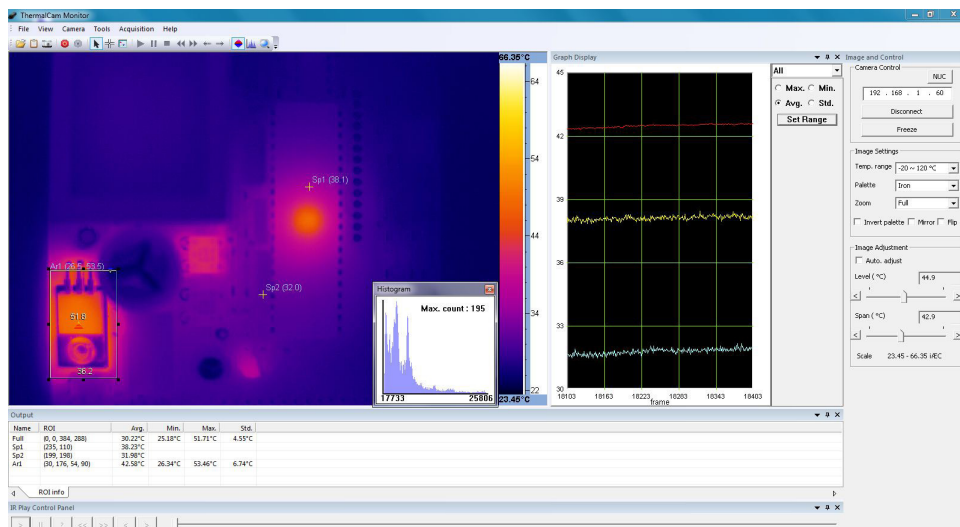 ThermalCam Monitor
File View Camera Tools Acquisition Help
66.35°C
64
54
44
34
22
23.45°C
Sp1 (38.1)
Sp2 (32.0)
Ar1 (26.5, 53.5)
51.8
36.2
Histogram
Max. count : 195
17733 25806
Graph Display
45
42
39
36
33
30
18103 18163 18223 18283 18343 18403
frame
All
Max. Min.
Avg. Std.
Set Range
Image and Control
Camera Control
NUC
192 . 168 . 1 . 60
Disconnect
Freeze
Image Settings
Temp. range -20 ~ 120 °C
Palette Iron
Zoom Full
Invert palette Mirror Flip
Image Adjustment
Auto. adjust
Level ( °C) 44.9
< >
Span ( °C) 42.9
< >
Scale 23.45 - 66.35 ¡ÆC
Output
Name ROI Avg. Min. Max. Std.
Full (0, 0, 384, 288) 30.22°C 25.18°C 51.71°C 4.55°C
Sp1 (235, 110) 38.23°C
Sp2 (199, 198) 31.98°C
Ar1 (30, 176, 54, 90) 42.58°C 26.34°C 53.46°C 6.74°C
ROI info
IR Play Control Panel